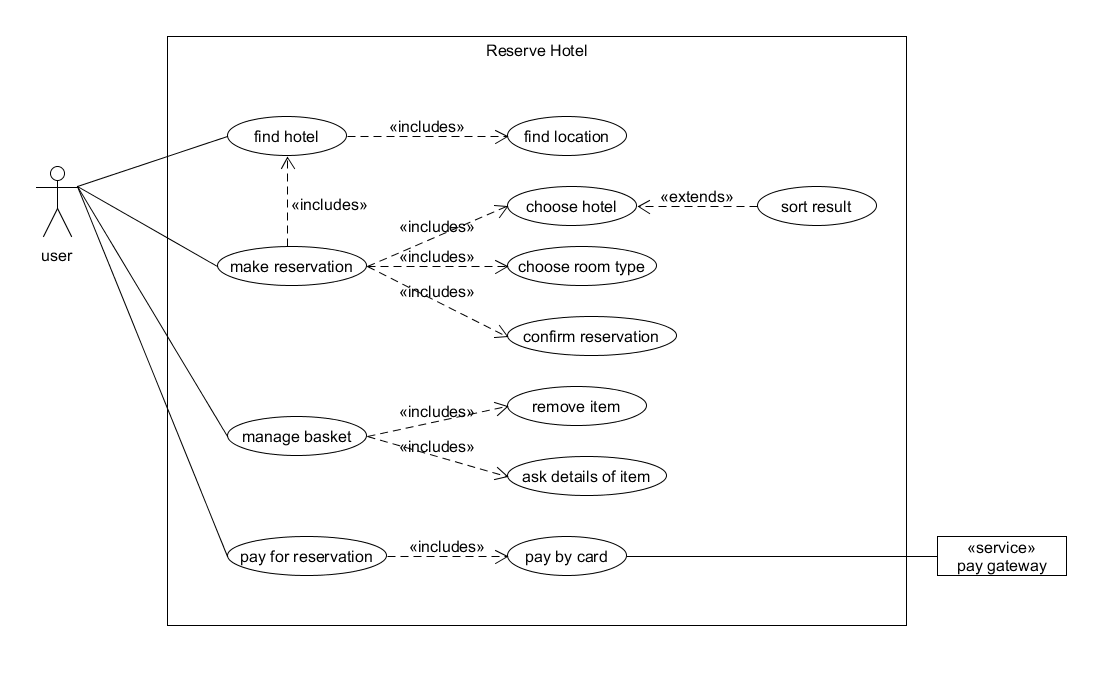 Reserve Hotel
find hotel
«includes»
find location
user
«includes»
choose hotel
«extends»
sort result
«includes»
make reservation
«includes»
choose room type
«includes»
confirm reservation
manage basket
«includes»
remove item
«includes»
ask details of item
pay for reservation
«includes»
pay by card
«service»
pay gateway